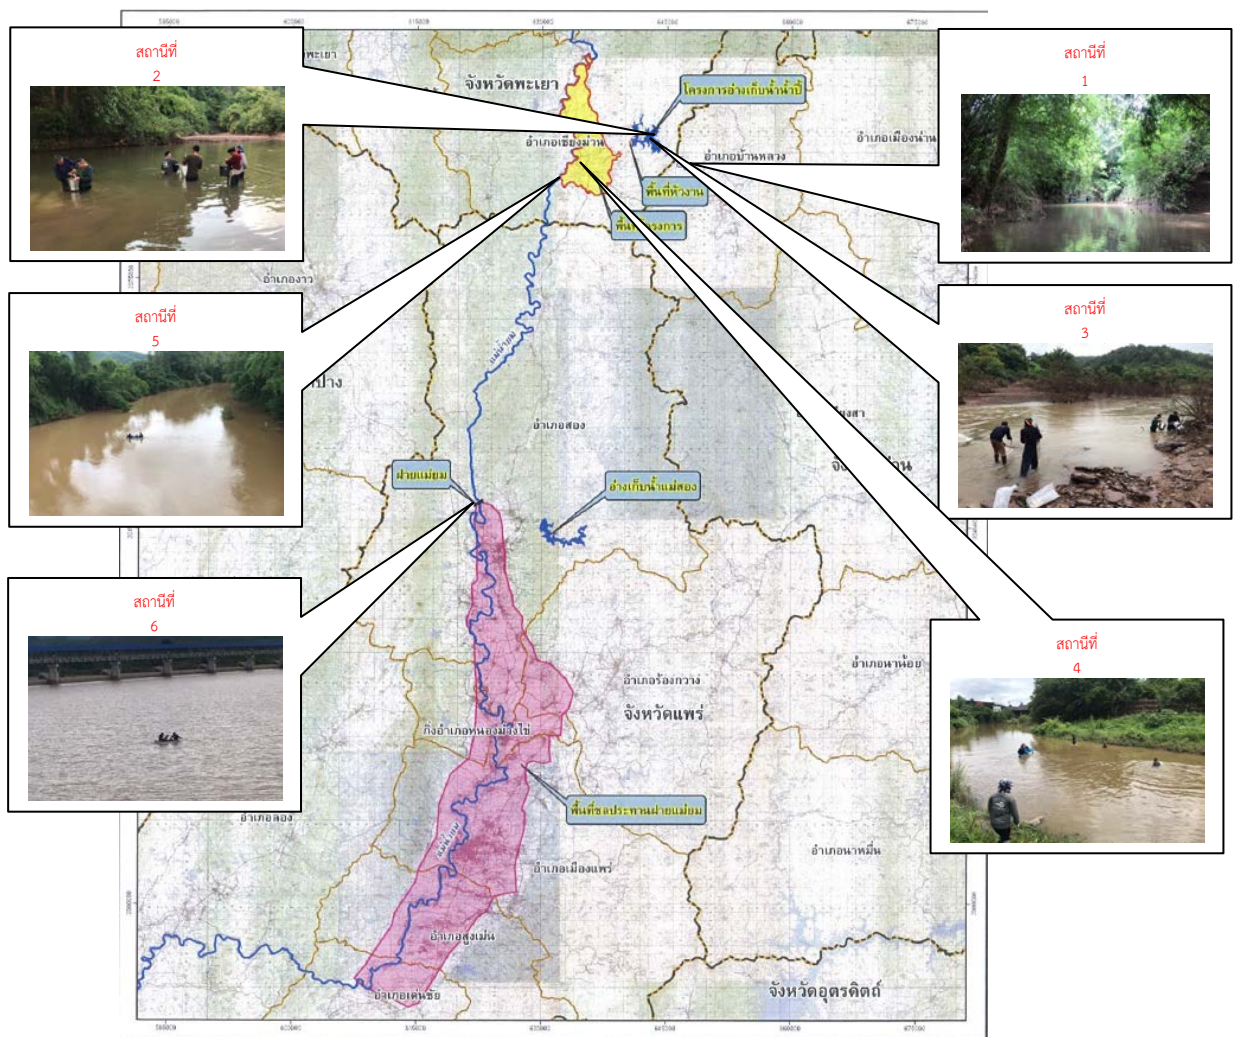 สถานีที่
2
สถานีที่
1
จังหวัดพะเยา
โครงการอ่างเก็บน้ำน้ำปี้
อำเภอเชียงม่วน
อำเภอบ้านหลวง
อำเภอเมืองน่าน
พื้นที่หัวงาน
อำเภองาว
สถานีที่
5
สถานีที่
3
แม่น้ำยม
อำเภอสอง
ฝายแม่ยม
อ่างเก็บน้ำแม่สอง
สถานีที่
6
สถานีที่
4
อำเภอร้องกวาง
จังหวัดแพร่
อำเภอนาน้อย
กิ่งอำเภอหนองม่วงไข่
พื้นที่ชลประทานฝายแม่ยม
อำเภอลอง
แม่น้ำยม
อำเภอเมืองแพร่
อำเภอนาหมื่น
อำเภอสูงเม่น
อำเภอเด่นชัย
จังหวัดอุตรดิตถ์